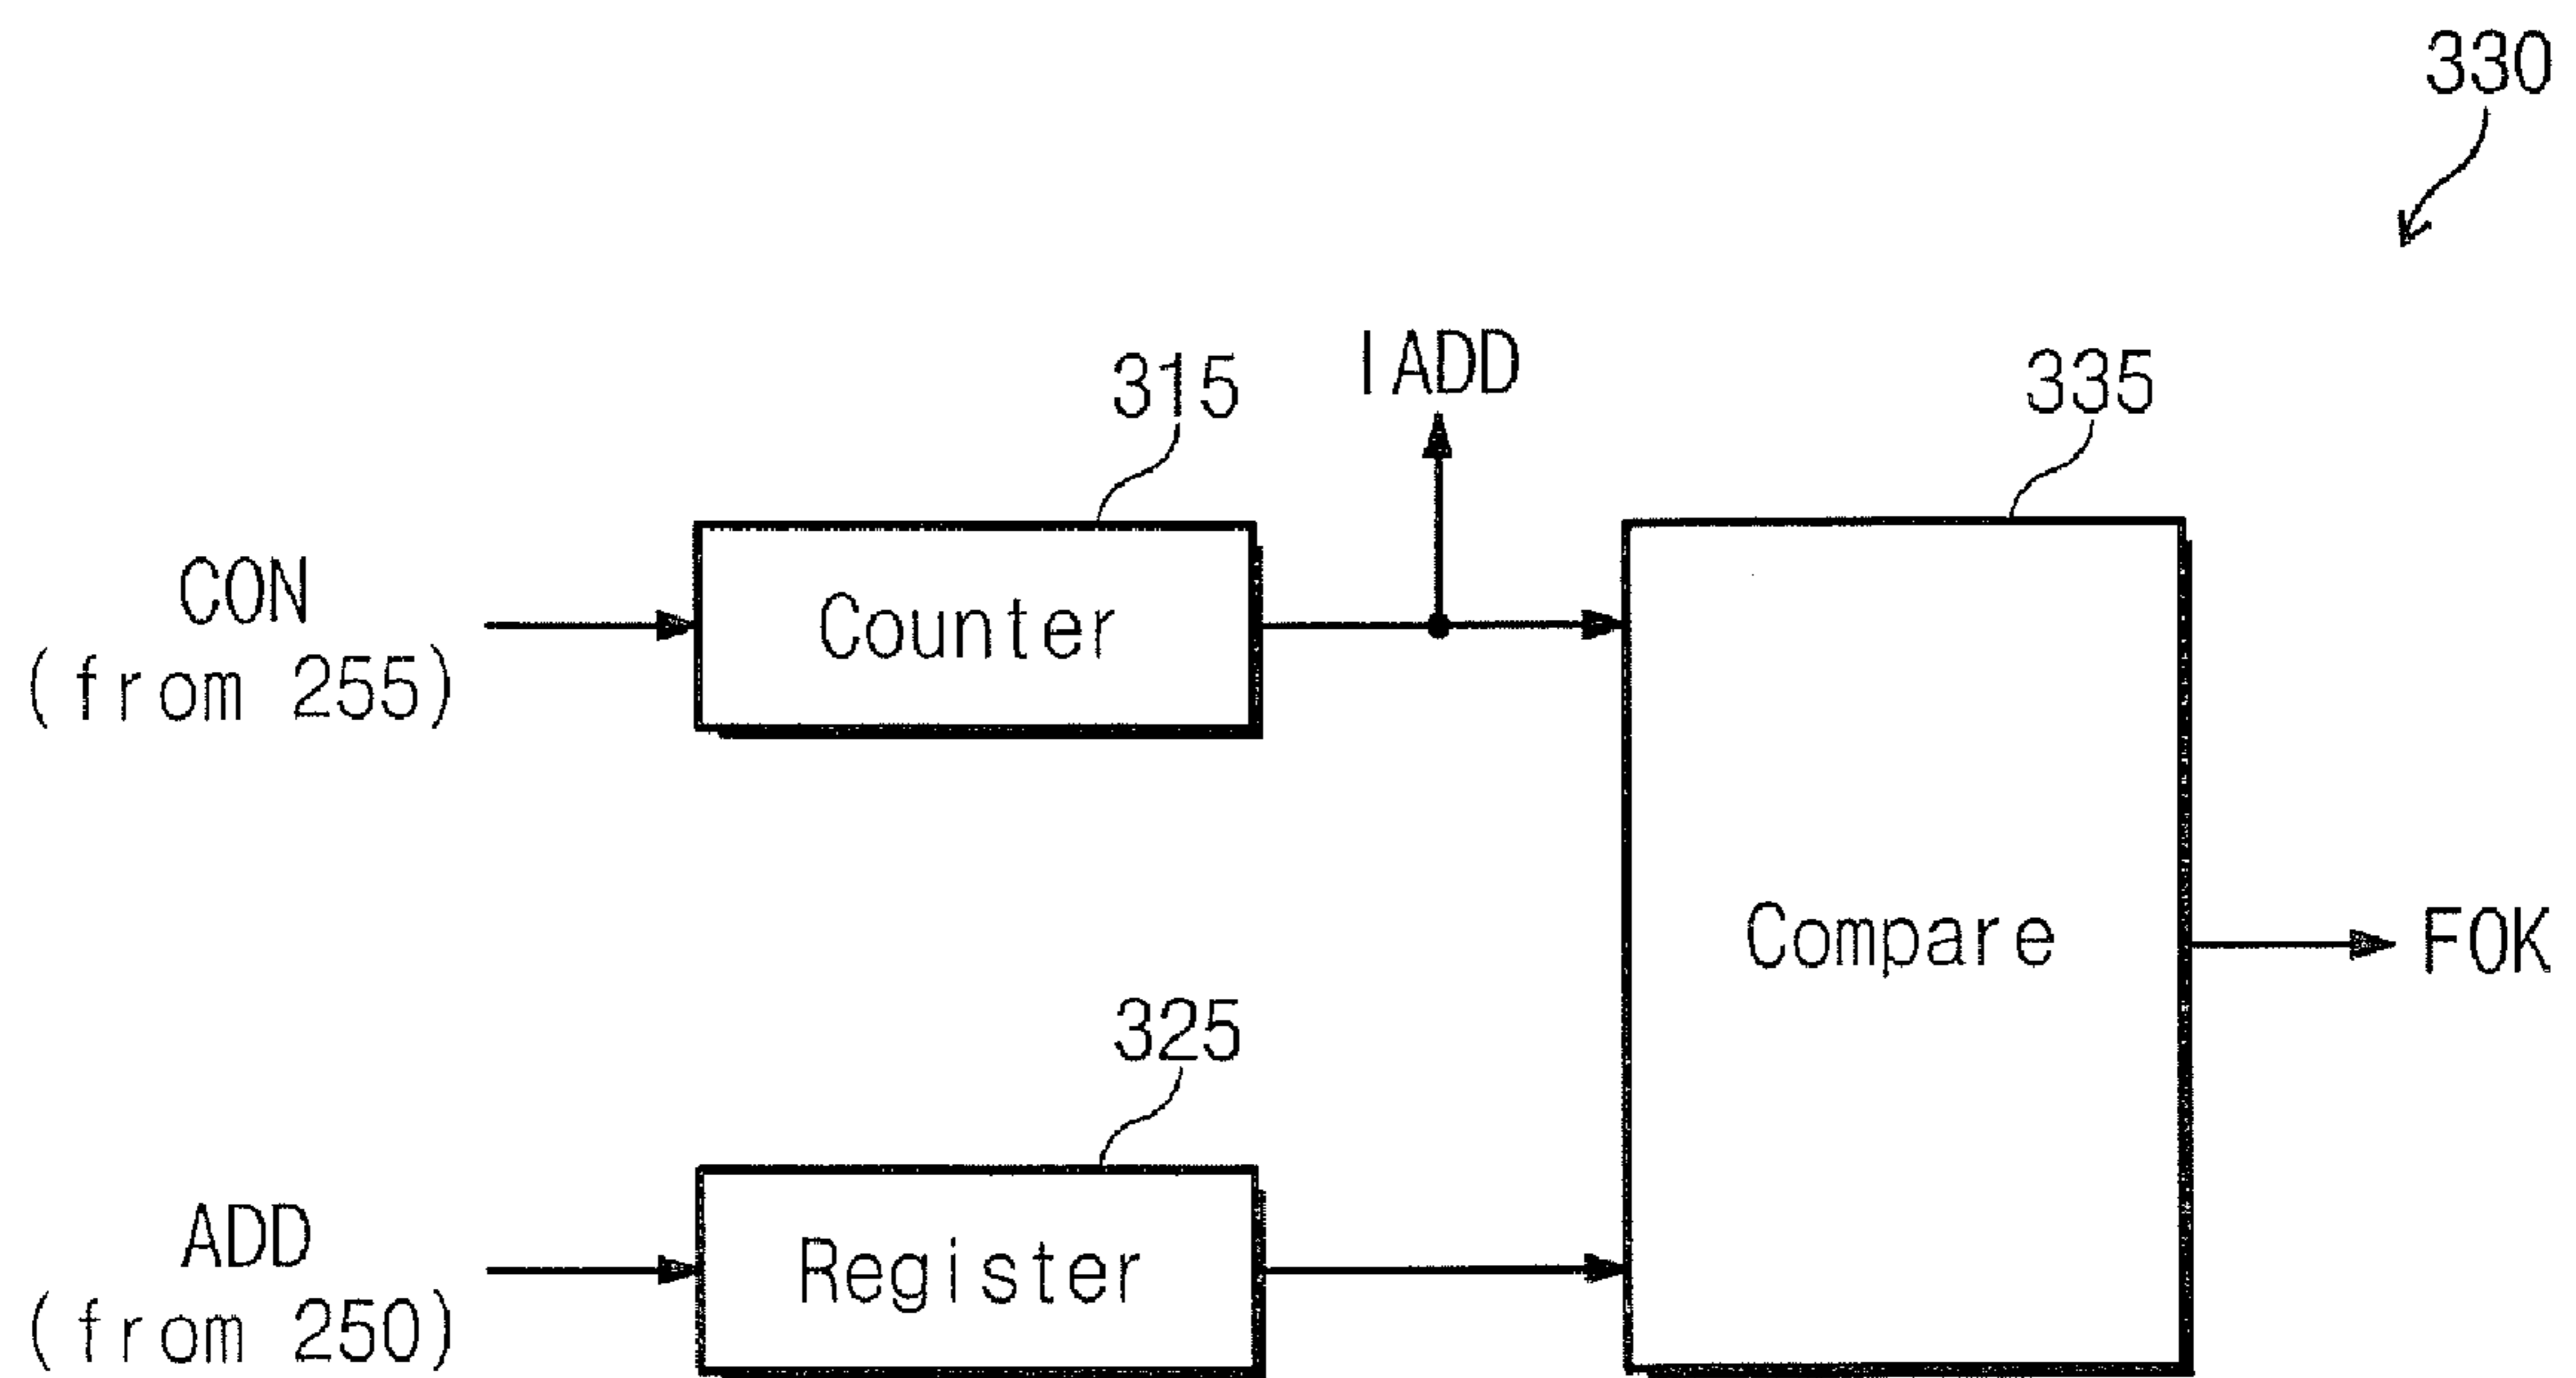 330
IADD
315
335
CON
(from 255)
Counter
Compare
FOK
325
ADD
(from 250)
Register